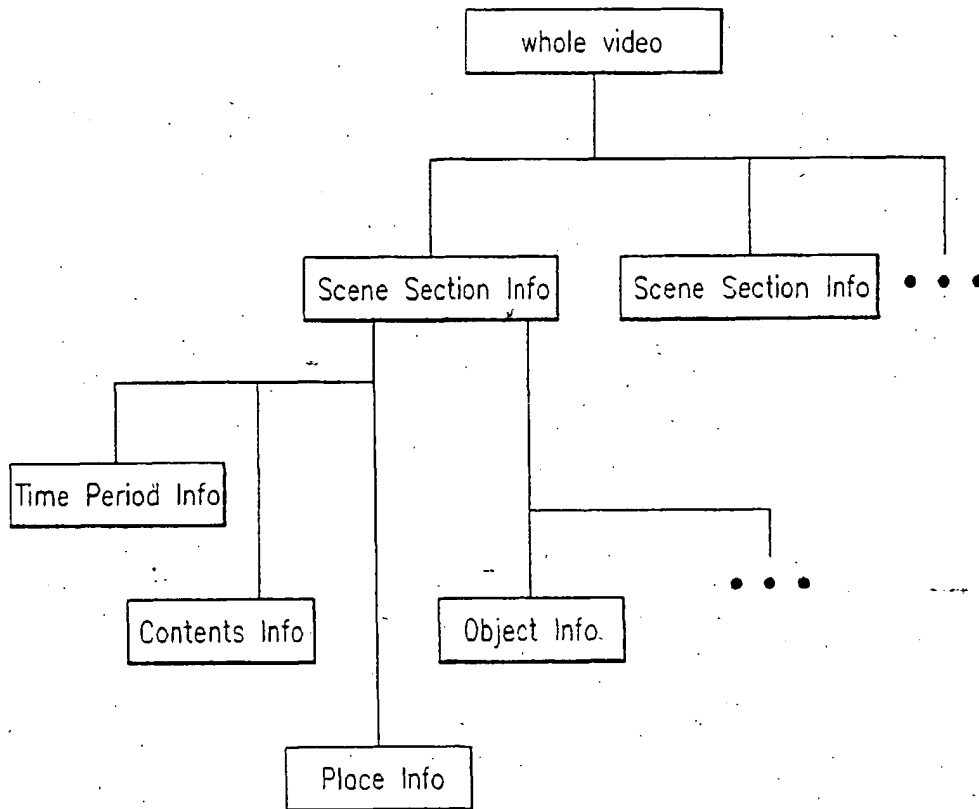 whole video
Scene Section Info
Scene Section Info
Time Period Info
Contents Info
Object Info.
Place Info